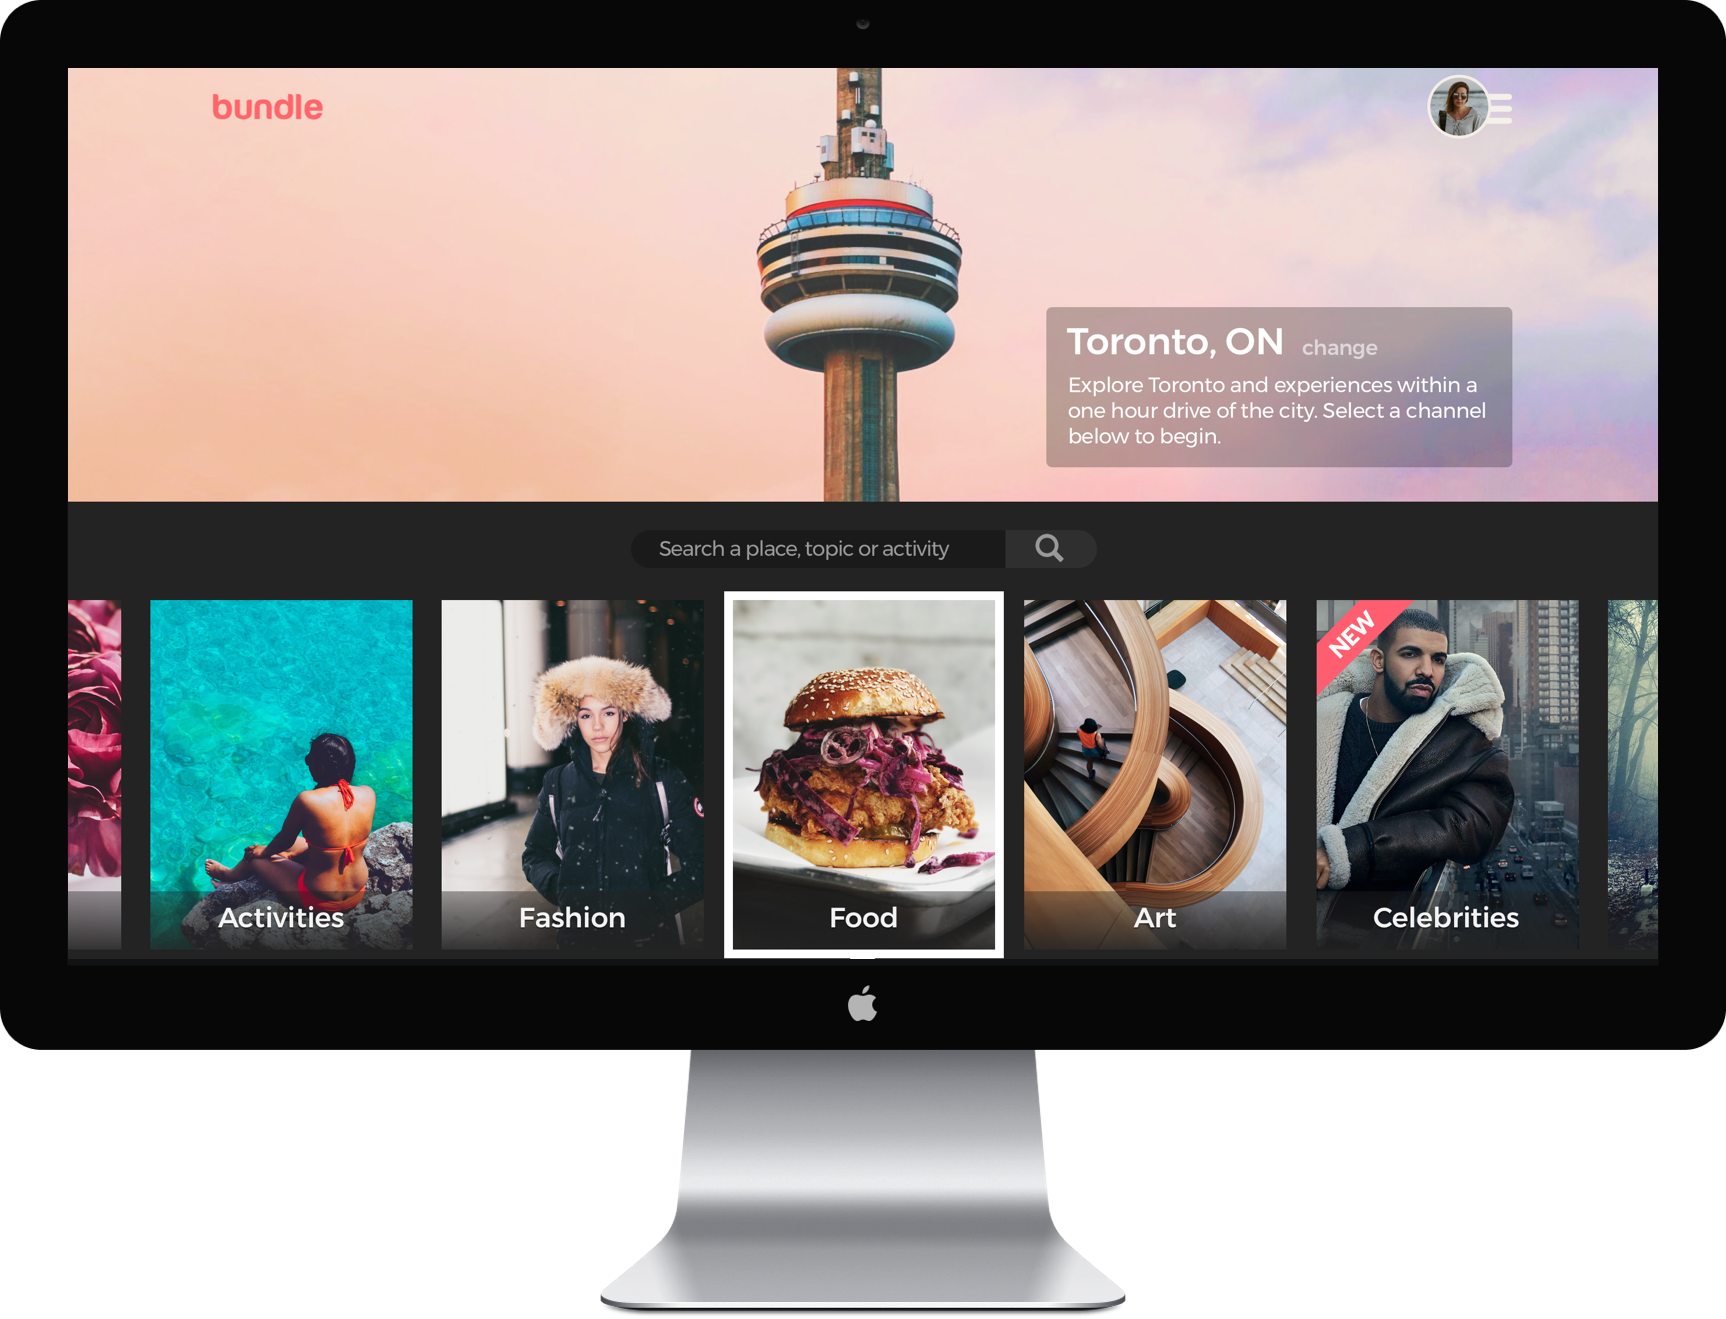 bundle
Toronto, ON change
Explore Toronto and experiences within a
one hour drive of the city. Select a channel
below to begin.
Search a place, topic or activity
NEW
Activities
Fashion
Food
Art
Celebrities